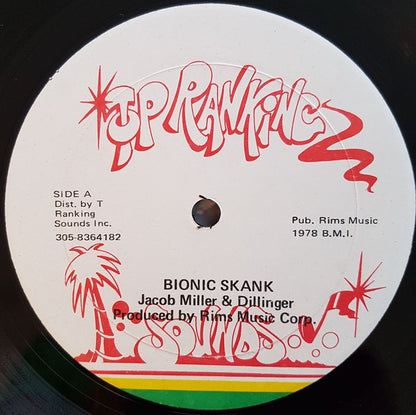 UP RANKING
SIDE A
Dist. by T
Ranking
Sounds Inc.
305-8364182
Pub. Rims Music
1978 B.M.I.
BIONIC SKANK
Jacob Miller & Dillinger
Produced by Rims Music Corp.
SOUNDS